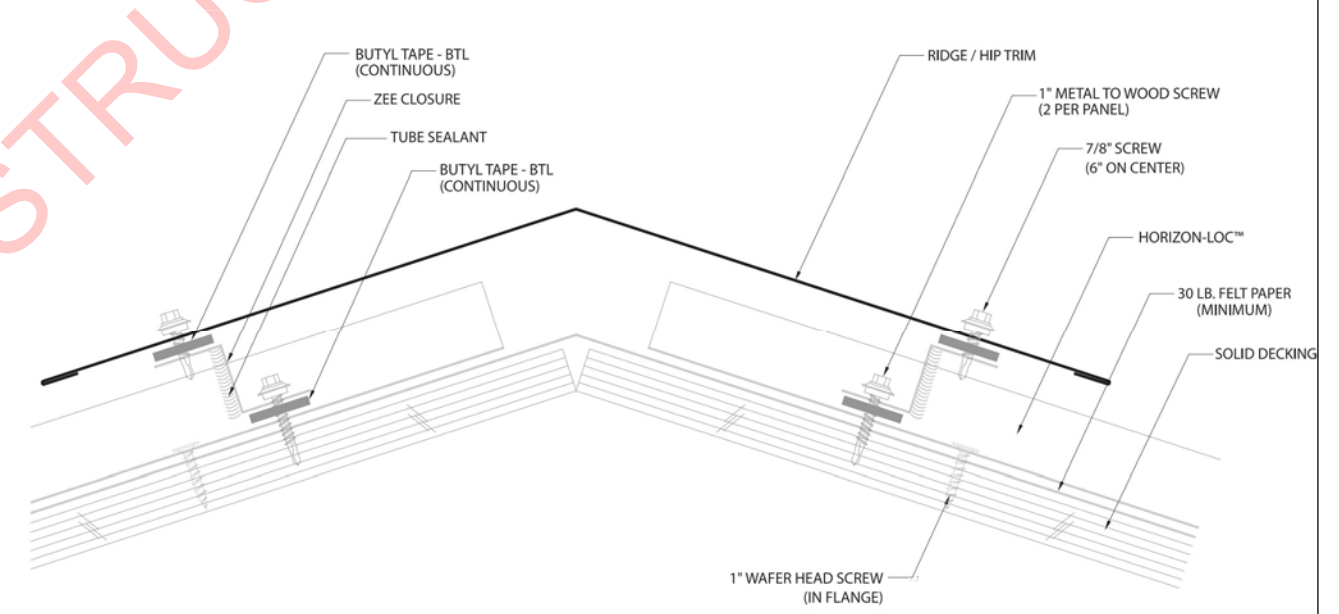 STRUC
BUTYL TAPE - BTL
(CONTINUOUS)
ZEE CLOSURE
TUBE SEALANT
BUTYL TAPE - BTL
(CONTINUOUS)
RIDGE / HIP TRIM
1" METAL TO WOOD SCREW
(2 PER PANEL)
7/8" SCREW
(6" ON CENTER)
HORIZON-LOC™
30 LB. FELT PAPER
(MINIMUM)
SOLID DECKING
1" WAFER HEAD SCREW
(IN FLANGE)